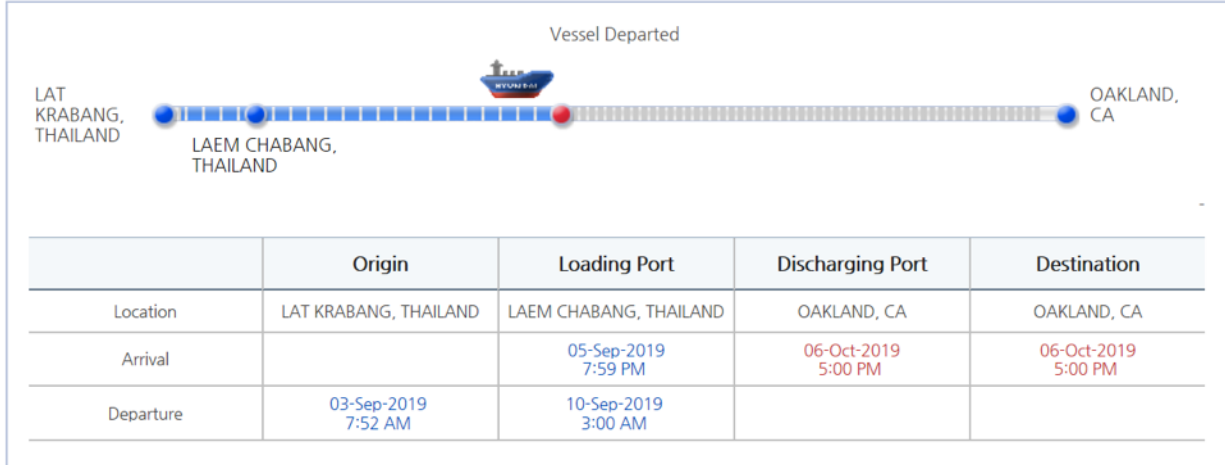 Vessel Departed
HYUNDAI
LAT
KRABANG,
THAILAND
OAKLAND,
CA
LAEM CHABANG,
THAILAND
Origin Loading Port Discharging Port Destination
Location LAT KRABANG, THAILAND LAEM CHABANG, THAILAND OAKLAND, CA OAKLAND, CA
Arrival 05-Sep-2019 06-Oct-2019 06-Oct-2019
7:59 PM 5:00 PM 5:00 PM
Departure 03-Sep-2019 10-Sep-2019
7:52 AM 3:00 AM